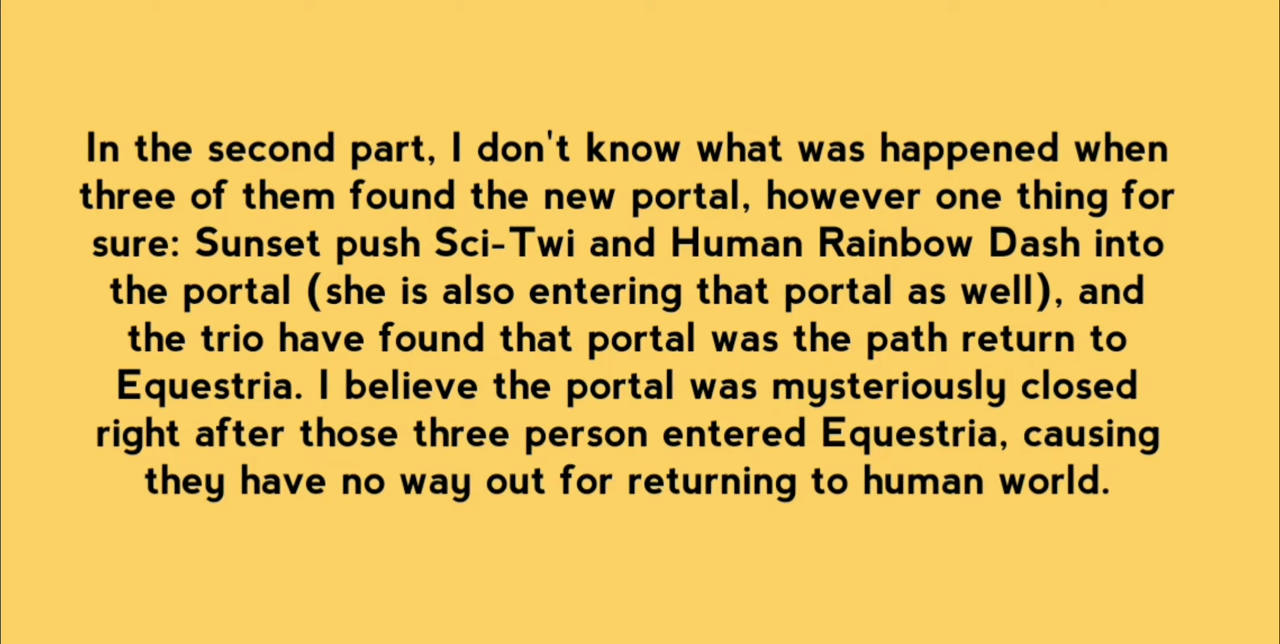 In the second part, I don't know what was happened when
three of them found the new portal, however one thing for
sure: Sunset push Sci-Twi and Human Rainbow Dash into
the portal (she is also entering that portal as well), and
the trio have found that portal was the path return to
Equestria. I believe the portal was mysteriously closed
right after those three person entered Equestria, causing
they have no way out for returning to human world.